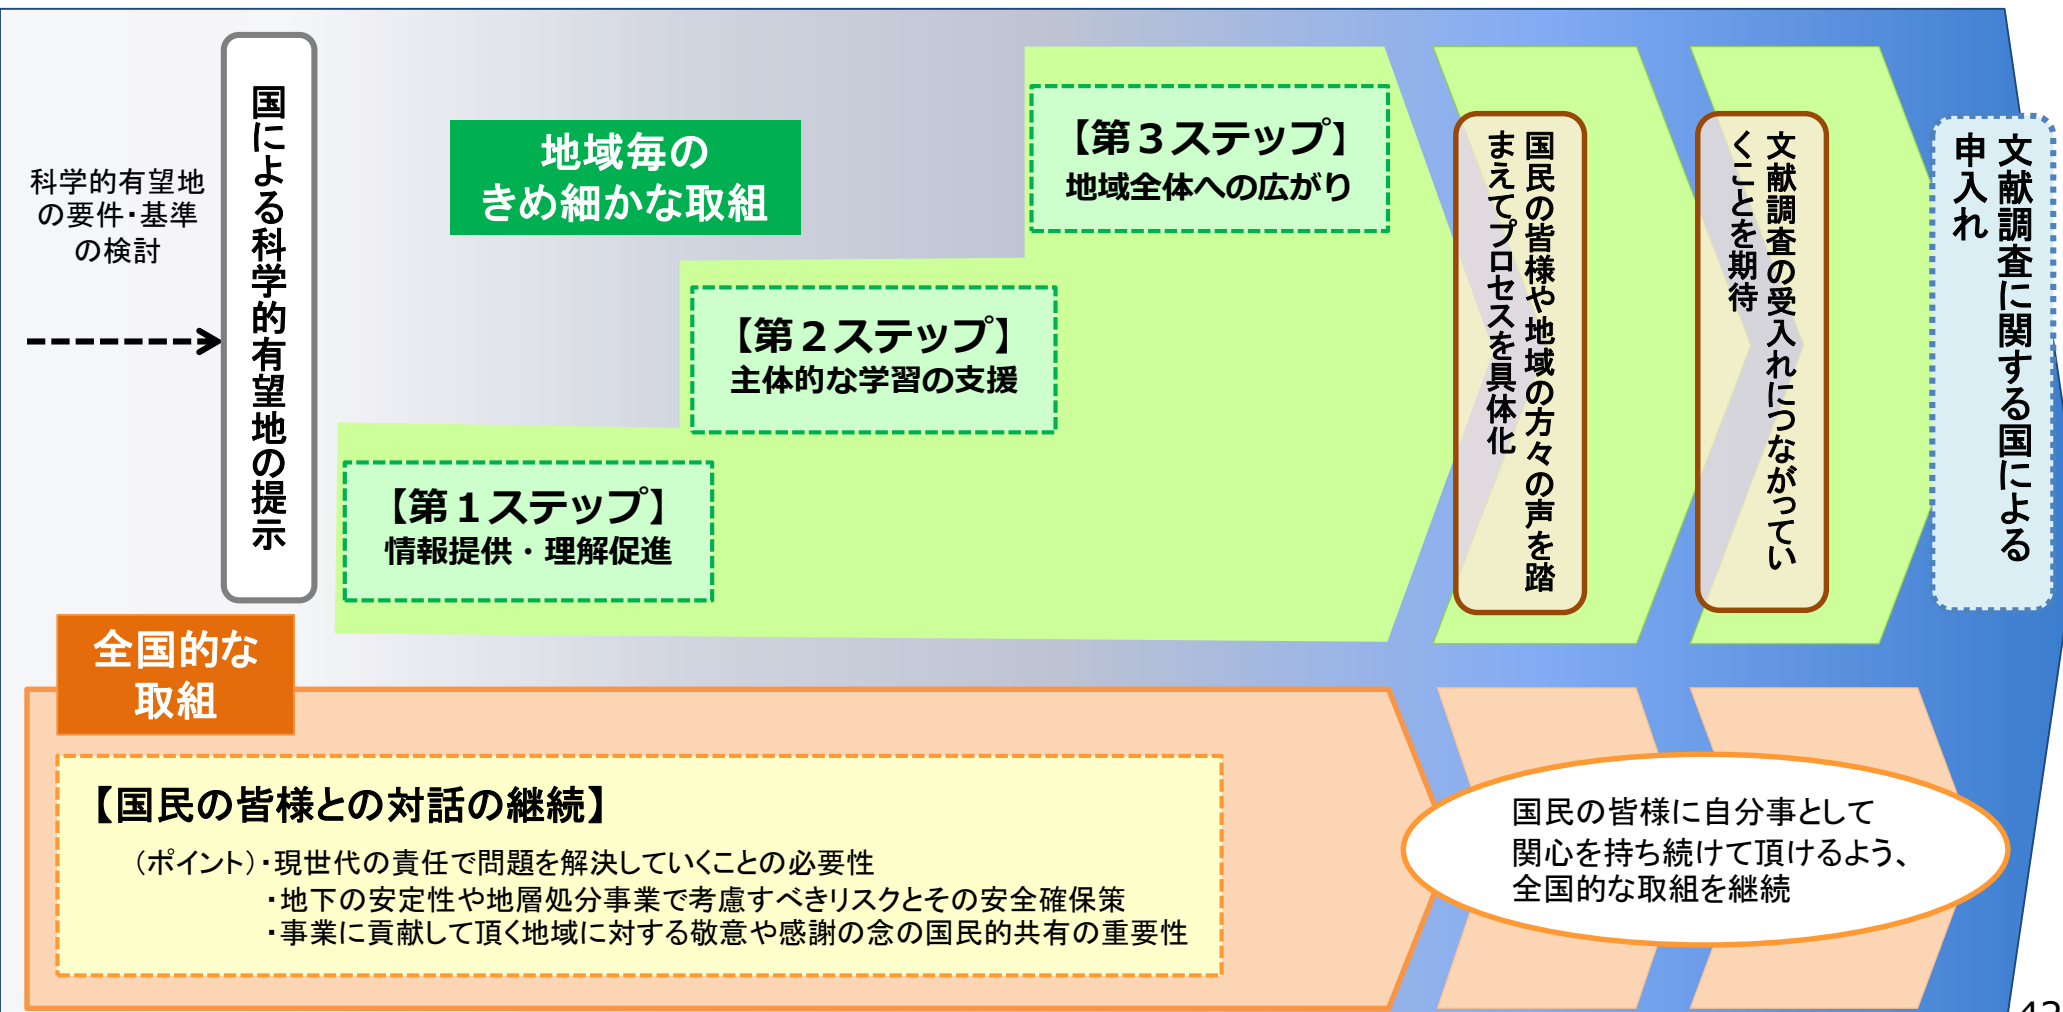 科学的有望地
の要件・基準
の検討
国による科学的有望地の提示
地域毎の
きめ細かな取組
【第１ステップ】
情報提供・理解促進
【第２ステップ】
主体的な学習の支援
【第３ステップ】
地域全体への広がり
国民の皆様や地域の方々の声を踏
まえてプロセスを具体化
文献調査の受入れにつながってい
くことを期待
文献調査に関する国による
申入れ
全国的な
取組
【国民の皆様との対話の継続】
（ポイント）・現世代の責任で問題を解決していくことの必要性
・地下の安定性や地層処分事業で考慮すべきリスクとその安全確保策
・事業に貢献して頂く地域に対する敬意や感謝の念の国民的共有の重要性
国民の皆様に自分事として
関心を持ち続けて頂けるよう、
全国的な取組を継続